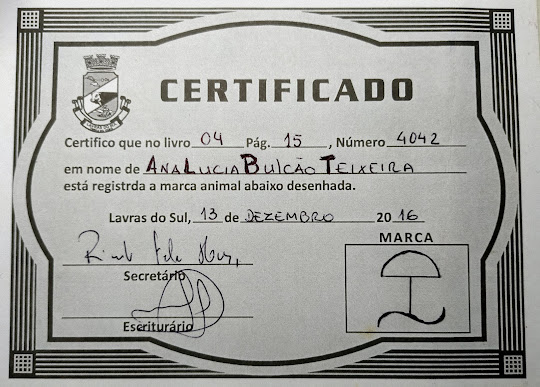 CERTIFICADO
Certifico que no livro 04 Pág. 15, Número 4042
em nome de ANA LUCIA BULCÃO TEIXEIRA
está registrda a marca animal abaixo desenhada.
Lavras do Sul, 13 de DEZEMBRO 2016
MARCA
Secretário
Escriturário